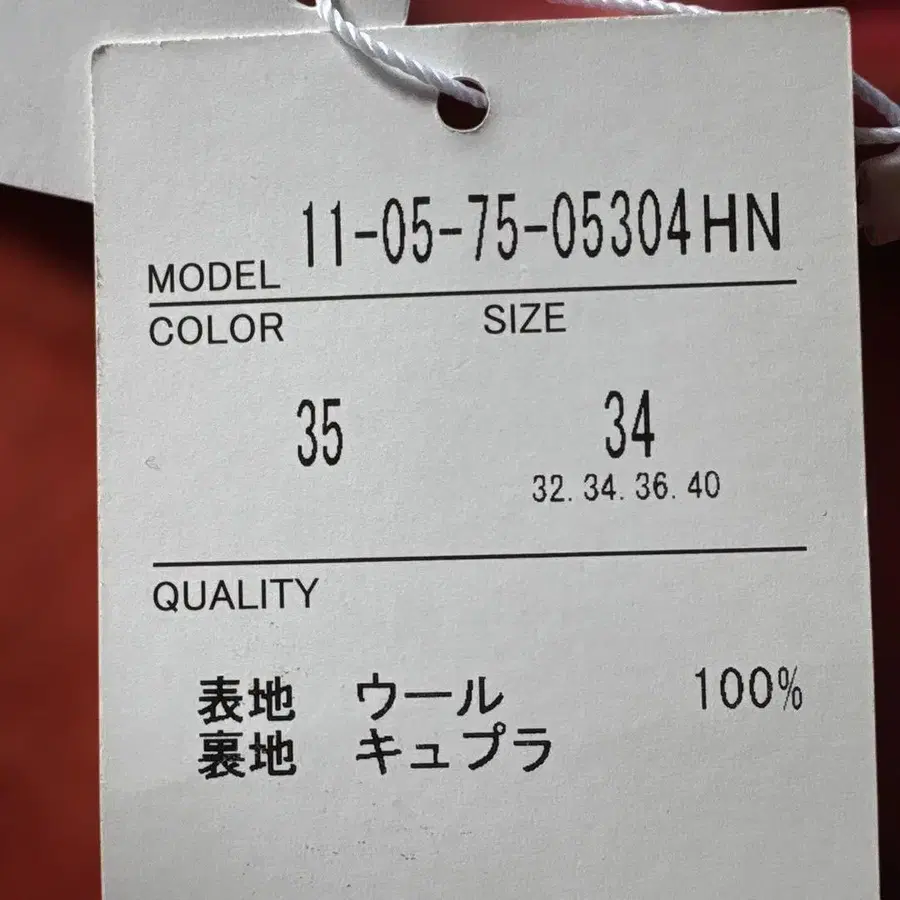 MODEL 11-05-75-05304HN
COLOR SIZE
35 34
32. 34. 36. 40
QUALITY
表地 ウール 100%
裏地 キュプラ